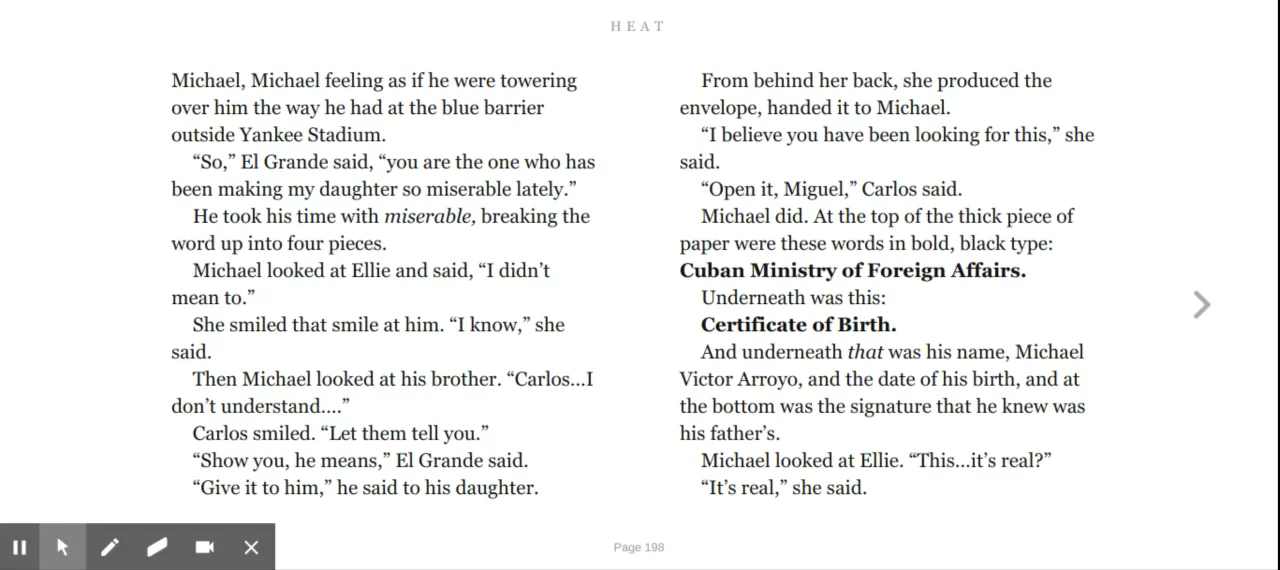 HEAT
Michael, Michael feeling as if he were towering
over him the way he had at the blue barrier
outside Yankee Stadium.
“So,” El Grande said, “you are the one who has
been making my daughter so miserable lately.”
He took his time with miserable, breaking the
word up into four pieces.
Michael looked at Ellie and said, “I didn’t
mean to.”
She smiled that smile at him. “I know,” she
said.
Then Michael looked at his brother. “Carlos...I
don’t understand....”
Carlos smiled. “Let them tell you.”
“Show you, he means,” El Grande said.
“Give it to him,” he said to his daughter.
From behind her back, she produced the
envelope, handed it to Michael.
“I believe you have been looking for this,” she
said.
“Open it, Miguel,” Carlos said.
Michael did. At the top of the thick piece of
paper were these words in bold, black type:
Cuban Ministry of Foreign Affairs.
Underneath was this:
Certificate of Birth.
And underneath that was his name, Michael
Victor Arroyo, and the date of his birth, and at
the bottom was the signature that he knew was
his father’s.
Michael looked at Ellie. “This...it’s real?”
“It’s real,” she said.
Page 198